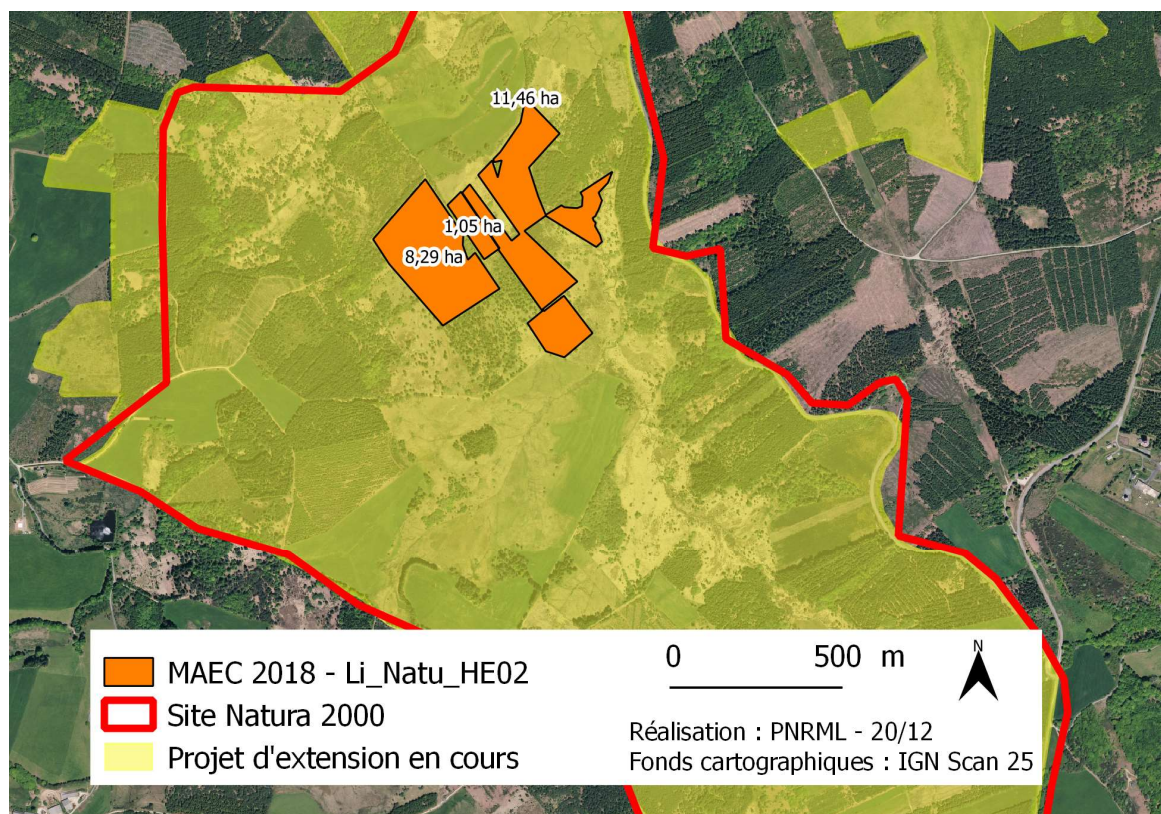 11,46 ha
1,05 ha
8,29 ha
MAEC 2018 - Li_Natu_HE02
Site Natura 2000
Projet d'extension en cours
0 500 m
N
Réalisation : PNRML - 20/12
Fonds cartographiques : IGN Scan 25